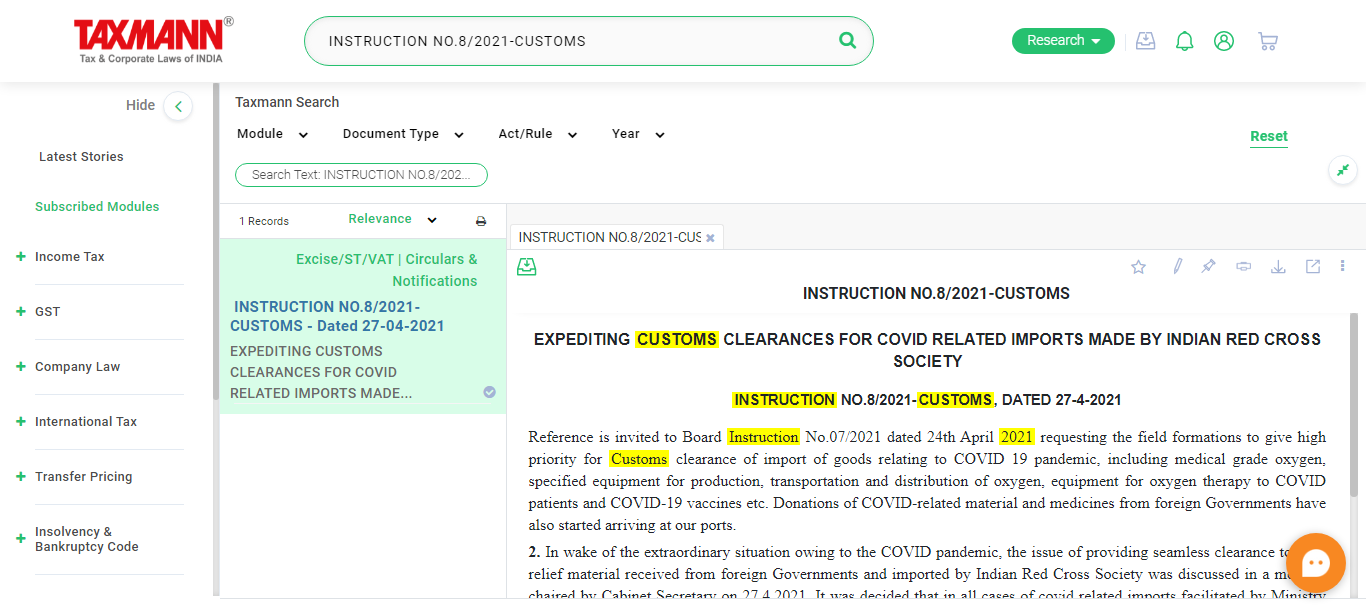 TAXMANN®
Tax & Corporate Laws of INDIA
INSTRUCTION NO.8/2021-CUSTOMS
Research
Hide
Latest Stories
Subscribed Modules
Income Tax
GST
Company Law
International Tax
Transfer Pricing
Insolvency &
Bankruptcy Code
Taxmann Search
Module Document Type Act/Rule Year
Reset
Search Text: INSTRUCTION NO.8/202...
1 Records Relevance
Excise/ST/VAT | Circulars &
Notifications
INSTRUCTION NO.8/2021-
CUSTOMS - Dated 27-04-2021
EXPEDITING CUSTOMS
CLEARANCES FOR COVID
RELATED IMPORTS MADE...
INSTRUCTION NO.8/2021-CUS
INSTRUCTION NO.8/2021-CUSTOMS
EXPEDITING CUSTOMS CLEARANCES FOR COVID RELATED IMPORTS MADE BY INDIAN RED CROSS
SOCIETY
INSTRUCTION NO.8/2021-CUSTOMS, DATED 27-4-2021
Reference is invited to Board Instruction No.07/2021 dated 24th April 2021 requesting the field formations to give high
priority for Customs clearance of import of goods relating to COVID 19 pandemic, including medical grade oxygen,
specified equipment for production, transportation and distribution of oxygen, equipment for oxygen therapy to COVID
patients and COVID-19 vaccines etc. Donations of COVID-related material and medicines from foreign Governments have
also started arriving at our ports.
2. In wake of the extraordinary situation owing to the COVID pandemic, the issue of providing seamless clearance
relief material received from foreign Governments and imported by Indian Red Cross Society was discussed in a
chaired by Cabinet Secretary on 27.4.2021. It was decided that in all cases of covid related imports facilitated by Ministry